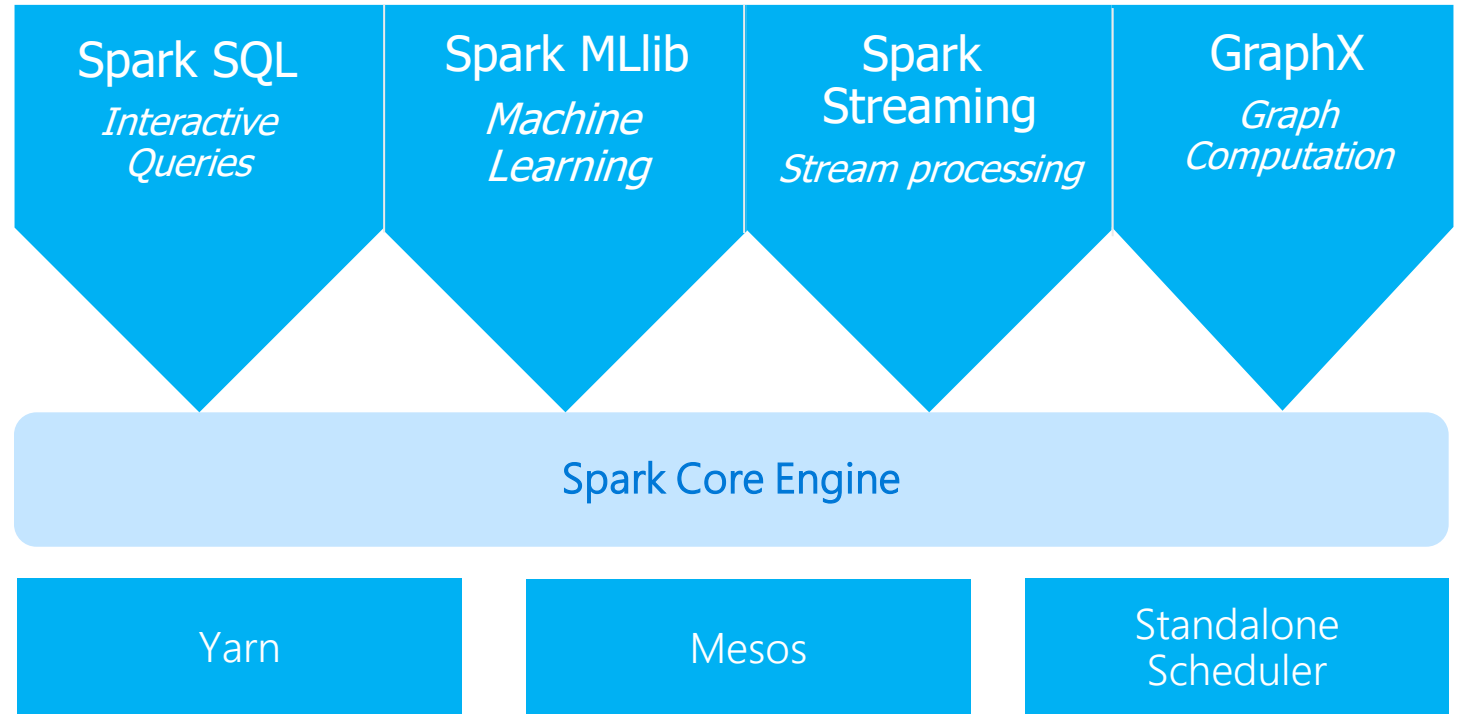 Spark SQL
Interactive
Queries
Spark MLlib
Machine
Learning
Spark
Streaming
Stream processing
GraphX
Graph
Computation
Spark Core Engine
Yarn
Mesos
Standalone
Scheduler